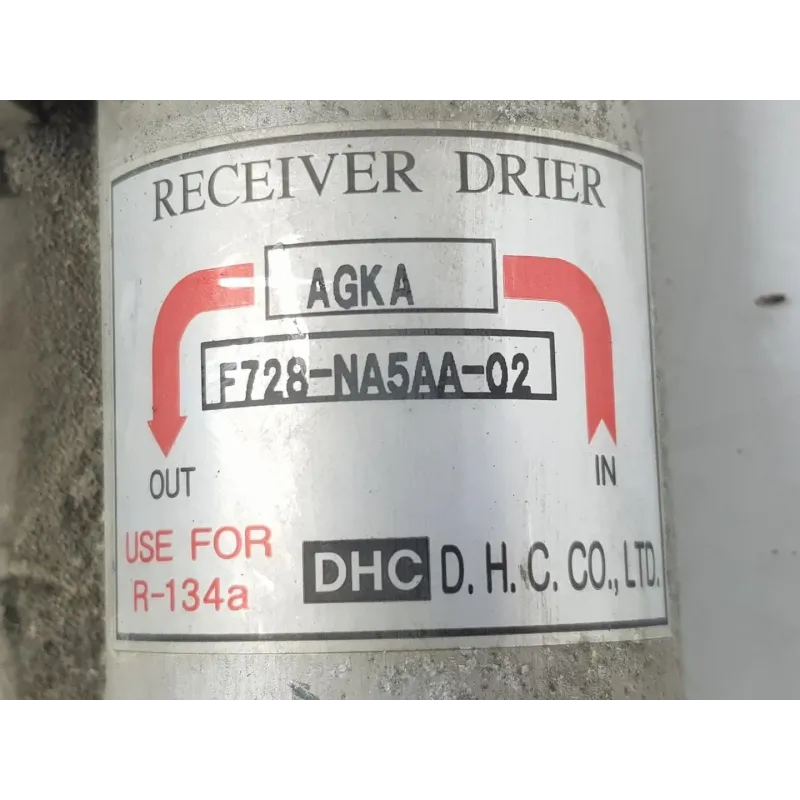 RECEIVER DRIER
AGKA
F728-NA5AA-02
OUT
IN
USE FOR
R-134a
DHC D. H. C. CO., LTD.